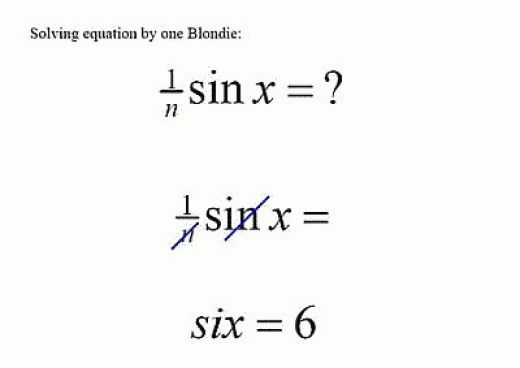 Solving equation by one Blondie:
1/n sin x = ?
1/n sin x =
six = 6